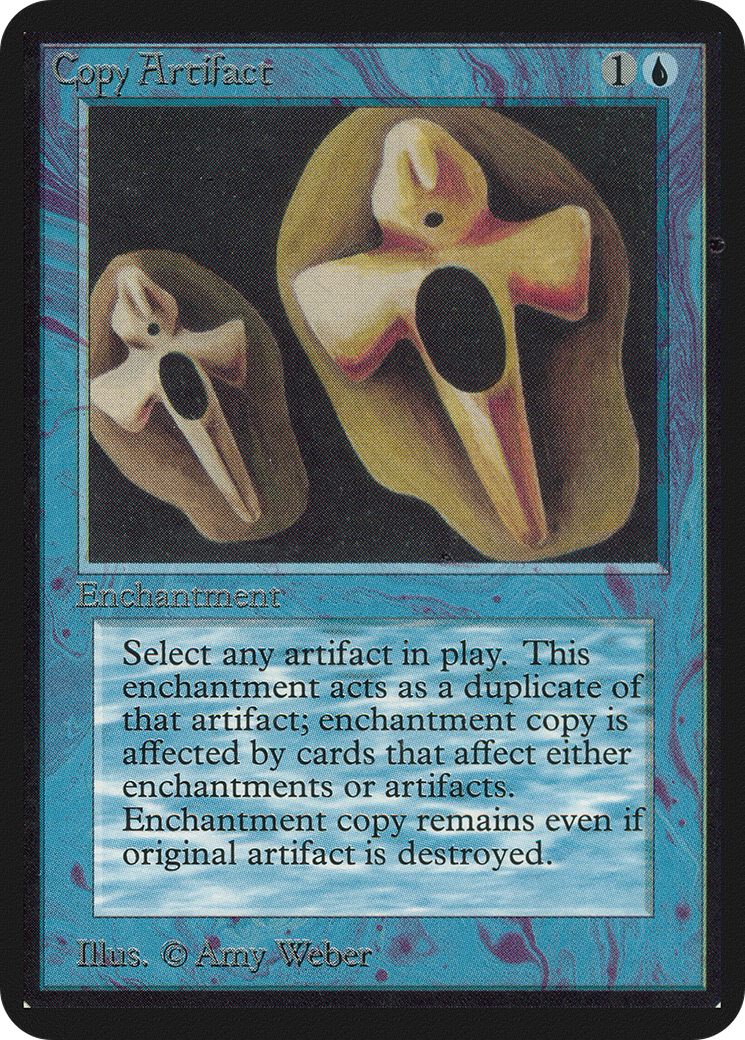 Copy Artifact 1
Enchantment
Select any artifact in play. This
enchantment acts as a duplicate of
that artifact; enchantment copy is
affected by cards that affect either
enchantments or artifacts.
Enchantment copy remains even if
original artifact is destroyed.
Illus. © Amy Weber